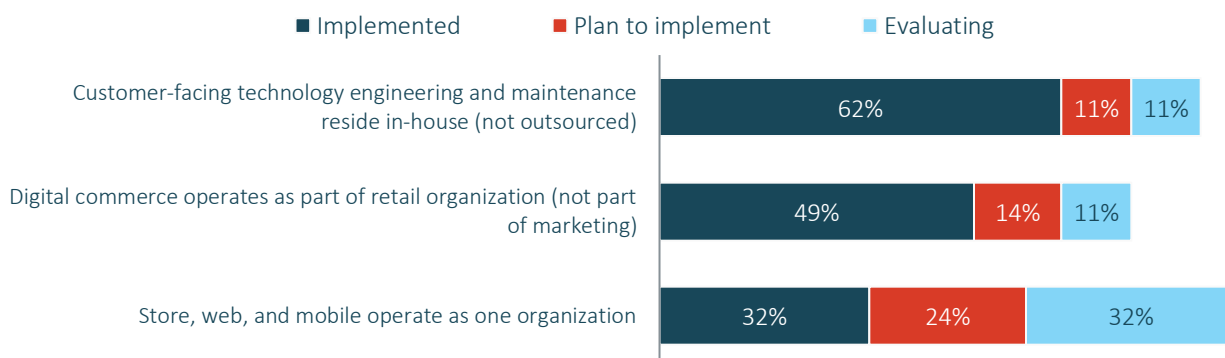 Implemented Plan to implement Evaluating
Customer-facing technology engineering and maintenance
reside in-house (not outsourced)
62% 11% 11%
Digital commerce operates as part of retail organization (not part
of marketing)
49% 14% 11%
Store, web, and mobile operate as one organization
32% 24% 32%